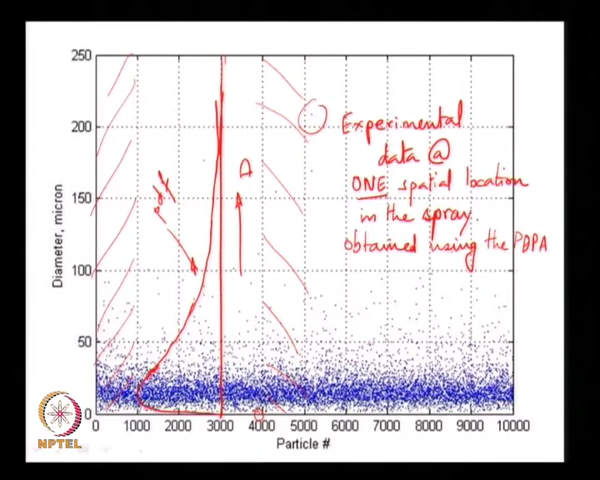 250
200
150
100
50
0
Diameter, micron
0 1000 2000 3000 4000 5000 6000 7000 8000 9000 10000
Particle #
pdf
D
Experimental
data @
ONE spatial location
in the spray.
obtained using the PDPA
NPTEL